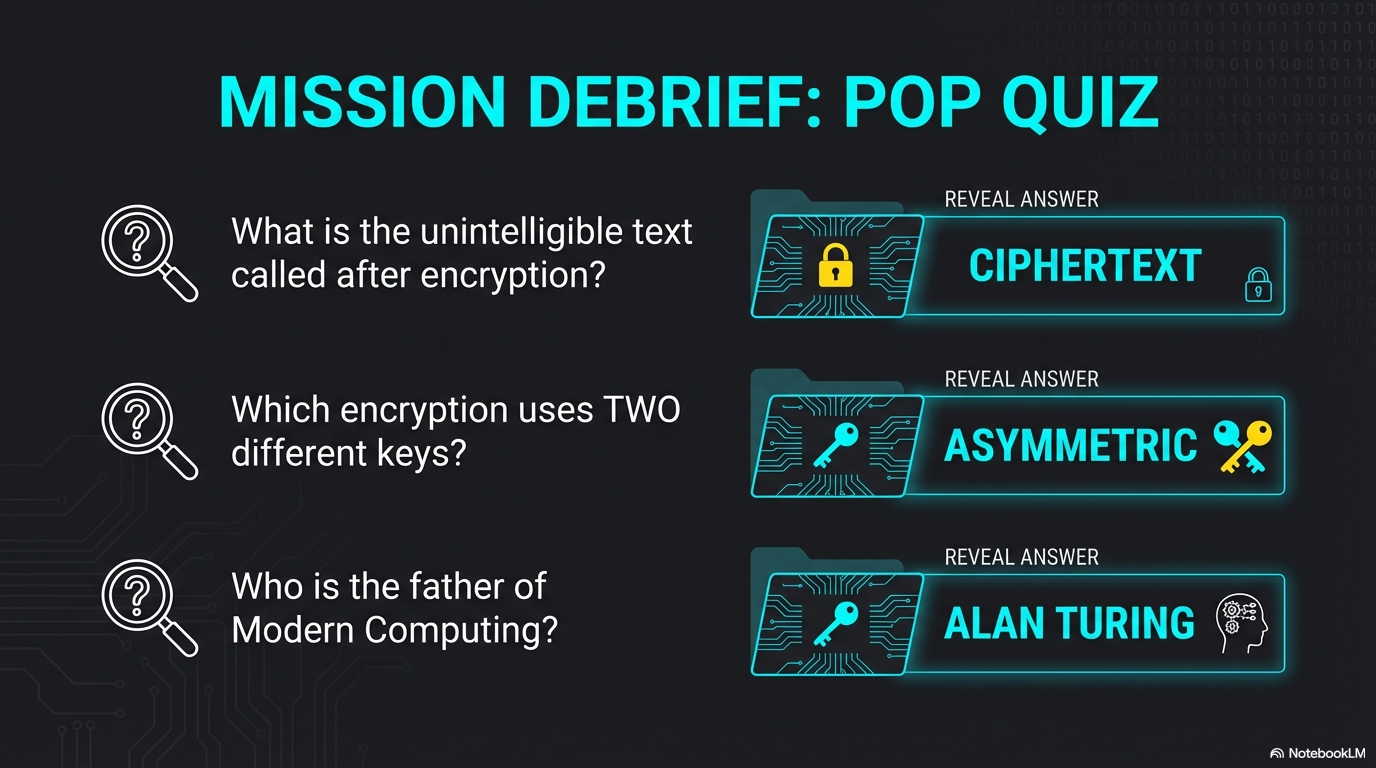 MISSION DEBRIEF: POP QUIZ
What is the unintelligible text
called after encryption?
REVEAL ANSWER
CIPHERTEXT
Which encryption uses TWO
different keys?
REVEAL ANSWER
ASYMMETRIC
Who is the father of
Modern Computing?
REVEAL ANSWER
ALAN TURING
NotebookLM